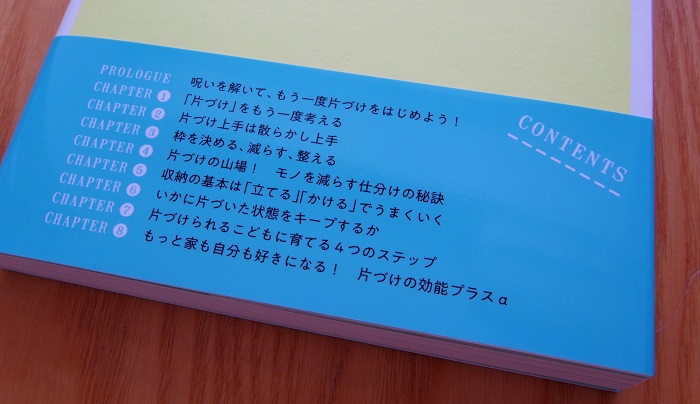 CONTENTS
PROLOGUE 呪いを解いて、もう一度片づけをはじめよう！
CHAPTER 1 「片づけ」をもう一度考える
CHAPTER 2 片づけ上手は散らかし上手
CHAPTER 3 枠を決める、減らす、整える
CHAPTER 4 片づけの山場！　モノを減らす仕分けの秘訣
CHAPTER 5 収納の基本は「立てる」「かける」でうまくいく
CHAPTER 6 いかに片づいた状態をキープするか
CHAPTER 7 片づけられるこどもに育てる４つのステップ
CHAPTER 8 もっと家も自分も好きになる！　片づけの効能プラスα